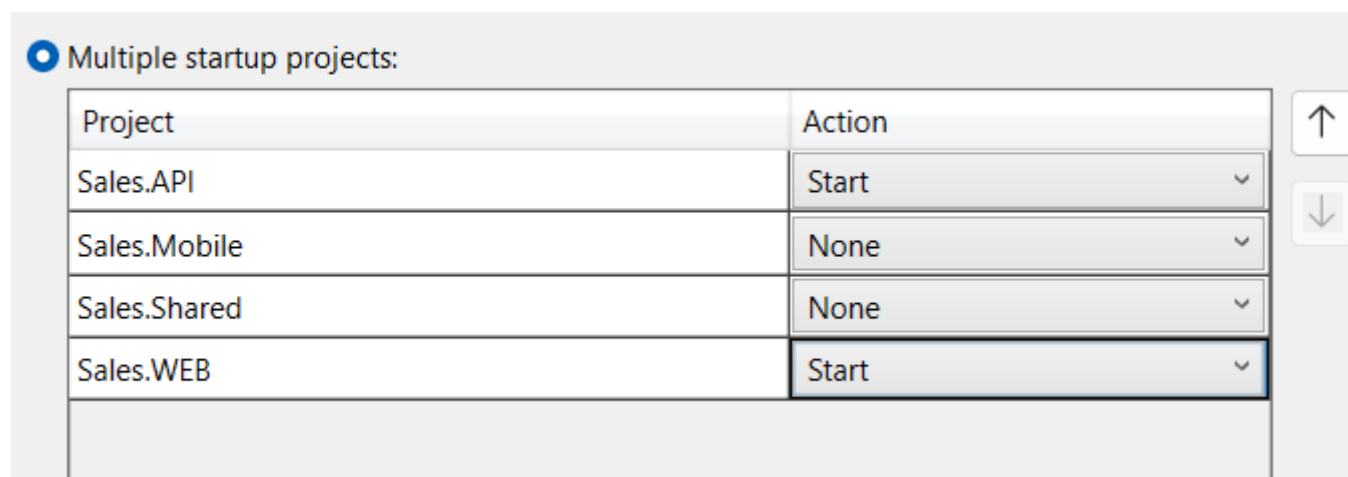 Multiple startup projects:
Project Action
Sales.API Start
Sales.Mobile None
Sales.Shared None
Sales.WEB Start